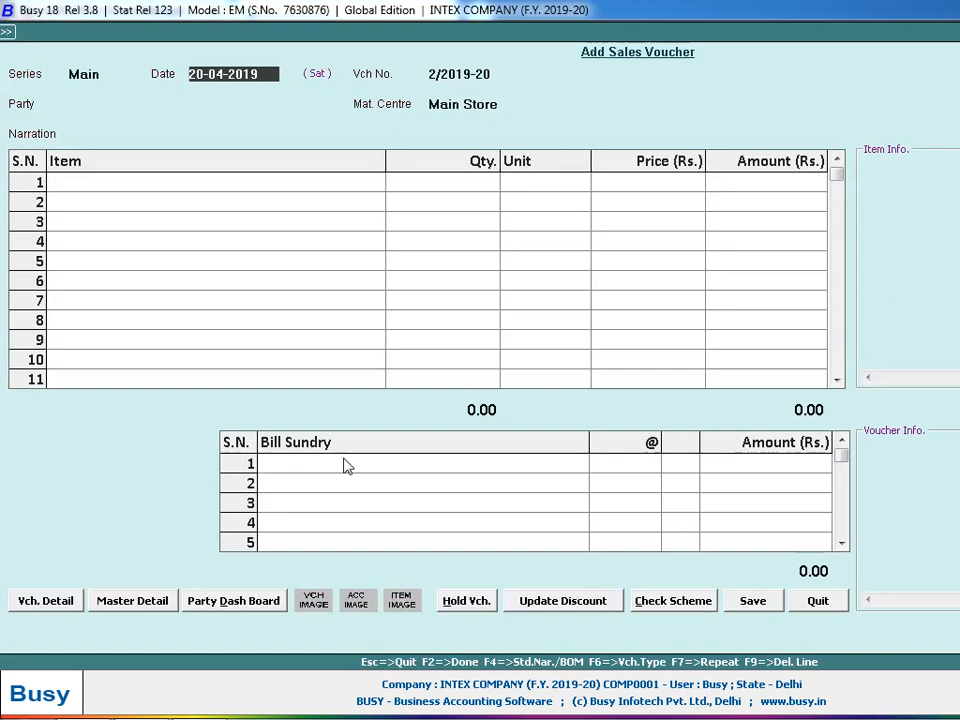 Busy 18 Rel 3.8 | Stat Rel 123 | Model : EM (S.No. 7630876) | Global Edition | INTEX COMPANY (F.Y. 2019-20)
>>
Add Sales Voucher
Series Main Date 20-04-2019 (Sat) Vch No. 2/2019-20
Party Mat. Centre Main Store
Narration
S.N. Item Qty. Unit Price (Rs.) Amount (Rs.) Item Info.
1
2
3
4
5
6
7
8
9
10
11
0.00 0.00
S.N. Bill Sundry @ Amount (Rs.) Voucher Info.
1
2
3
4
5
0.00
Vch. Detail Master Detail Party Dash Board VCH IMAGE ACC IMAGE ITEM IMAGE Hold Vch. Update Discount Check Scheme Save Quit
Esc=>Quit F2=>Done F4=>Std.Nar./BOM F6=>Vch.Type F7=>Repeat F9=>Del. Line
Busy
Company : INTEX COMPANY (F.Y. 2019-20) COMP0001 - User : Busy ; State - Delhi
BUSY - Business Accounting Software ; (c) Busy Infotech Pvt. Ltd., Delhi ; www.busy.in